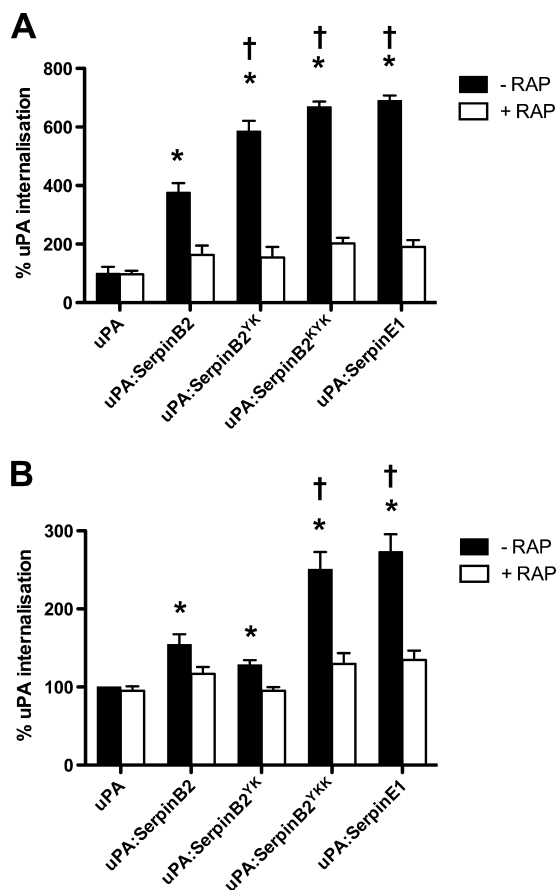 A
† † †
* * * *
800
600
400
200
0
% uPA internalisation
- RAP
+ RAP
uPA
uPA:SerpinB2
uPA:SerpinB2YK
uPA:SerpinB2KYK
uPA:SerpinE1
B
† †
* * * *
300
200
100
0
% uPA internalisation
- RAP
+ RAP
uPA
uPA:SerpinB2
uPA:SerpinB2YK
uPA:SerpinB2YKK
uPA:SerpinE1